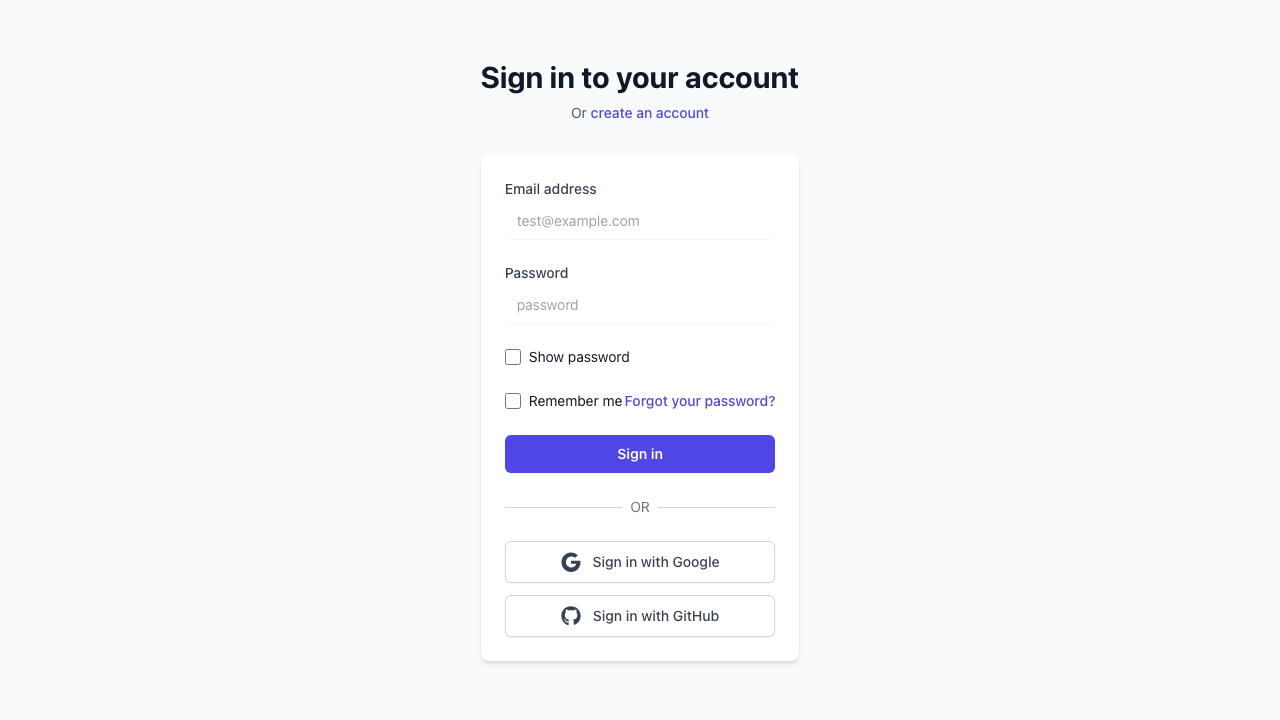 Sign in to your account
Or create an account
Email address
test@example.com
Password
password
Show password
Remember me Forgot your password?
Sign in
OR
Sign in with Google
Sign in with GitHub